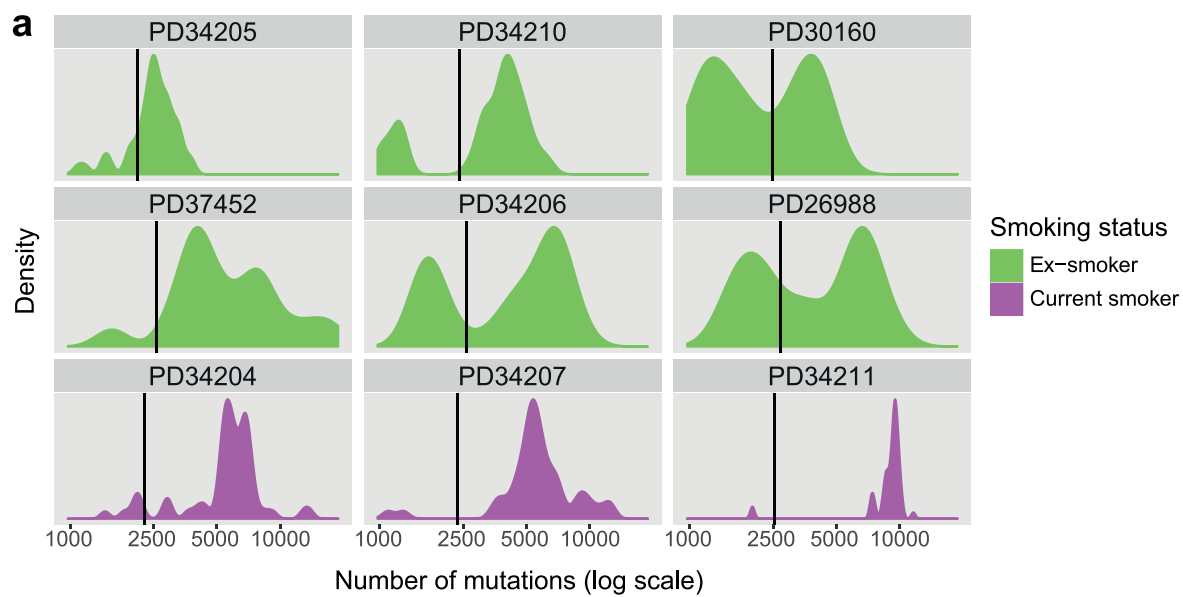 a
PD34205 PD34210 PD30160
PD37452 PD34206 PD26988
PD34204 PD34207 PD34211
Density
1000 2500 5000 10000 1000 2500 5000 10000 1000 2500 5000 10000
Number of mutations (log scale)
Smoking status
Ex−smoker
Current smoker